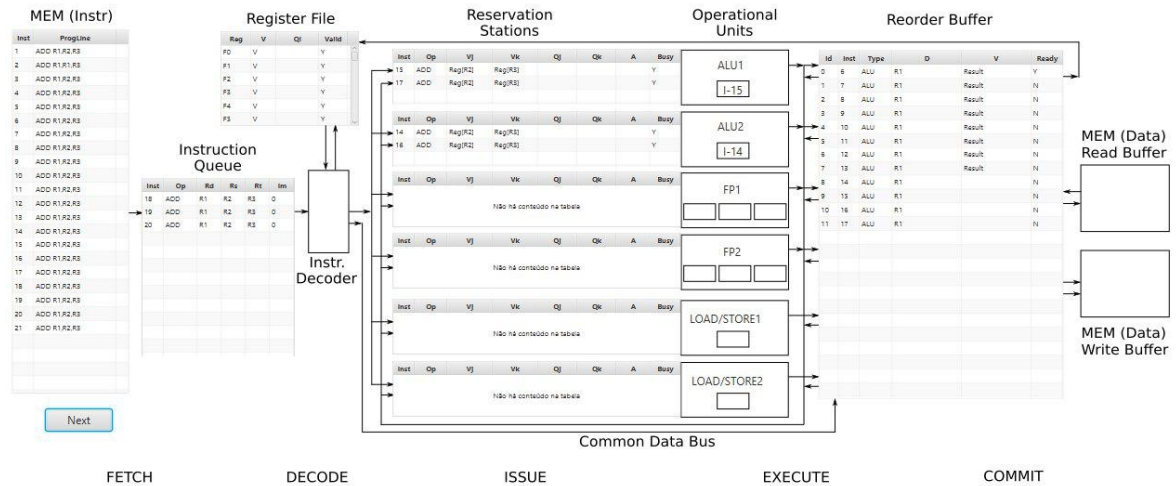 MEM (Instr)
Inst ProgLine
1 ADD R1,R2,R3
2 ADD R1,R1,R3
3 ADD R1,R2,R3
4 ADD R1,R2,R3
5 ADD R1,R2,R3
6 ADD R1,R2,R3
7 ADD R1,R2,R3
8 ADD R1,R2,R3
9 ADD R1,R2,R3
10 ADD R1,R2,R3
11 ADD R1,R2,R3
12 ADD R1,R2,R3
13 ADD R1,R2,R3
14 ADD R1,R2,R3
15 ADD R1,R2,R3
16 ADD R1,R2,R3
17 ADD R1,R2,R3
18 ADD R1,R2,R3
19 ADD R1,R2,R3
20 ADD R1,R2,R3
21 ADD R1,R2,R3
Next
Register File
Reg V Qi Valid
F0 V Y
F1 V Y
F2 V Y
F3 V Y
F4 V Y
F5 V Y
Instruction
Queue
Inst Op Rd Rs Rt Im
18 ADD R1 R2 R3 0
19 ADD R1 R2 R3 0
20 ADD R1 R2 R3 0
Instr.
Decoder
Reservation
Stations
Inst Op Vj Vk Qj Qk A Busy
15 ADD Reg[R2] Reg[R3] Y
17 ADD Reg[R2] Reg[R3] Y
Inst Op Vj Vk Qj Qk A Busy
14 ADD Reg[R2] Reg[R3] Y
16 ADD Reg[R2] Reg[R3] Y
Inst Op Vj Vk Qj Qk A Busy
Não há conteúdo na tabela
Inst Op Vj Vk Qj Qk A Busy
Não há conteúdo na tabela
Inst Op Vj Vk Qj Qk A Busy
Não há conteúdo na tabela
Inst Op Vj Vk Qj Qk A Busy
Não há conteúdo na tabela
Operational
Units
ALU1
I-15
ALU2
I-14
FP1
FP2
LOAD/STORE1
LOAD/STORE2
Common Data Bus
Reorder Buffer
Id Inst Type D V Ready
0 6 ALU R1 Result Y
1 7 ALU R1 Result N
2 8 ALU R1 Result N
3 9 ALU R1 Result N
4 10 ALU R1 Result N
5 11 ALU R1 Result N
6 12 ALU R1 Result N
7 13 ALU R1 Result N
8 14 ALU R1 N
9 15 ALU R1 N
10 16 ALU R1 N
11 17 ALU R1 N
MEM (Data)
Read Buffer
MEM (Data)
Write Buffer
FETCH DECODE ISSUE EXECUTE COMMIT